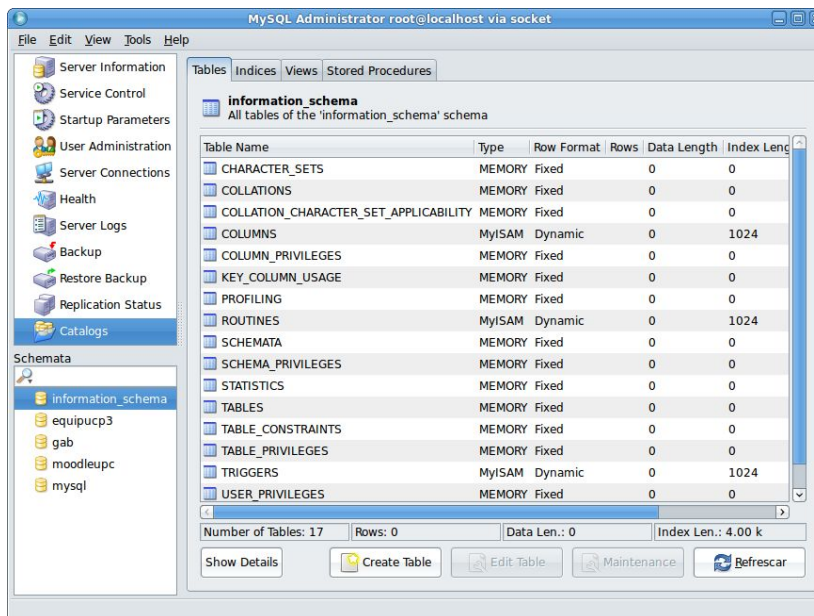 MySQL Administrator root@localhost via socket
File Edit View Tools Help
Server Information
Service Control
Startup Parameters
User Administration
Server Connections
Health
Server Logs
Backup
Restore Backup
Replication Status
Catalogs
Schemata
information_schema
equipucp3
gab
moodleupc
mysql
Tables Indices Views Stored Procedures
information_schema
All tables of the 'information_schema' schema
Table Name Type Row Format Rows Data Length Index Leng
CHARACTER_SETS MEMORY Fixed 0 0
COLLATIONS MEMORY Fixed 0 0
COLLATION_CHARACTER_SET_APPLICABILITY MEMORY Fixed 0 0
COLUMNS MyISAM Dynamic 0 1024
COLUMN_PRIVILEGES MEMORY Fixed 0 0
KEY_COLUMN_USAGE MEMORY Fixed 0 0
PROFILING MEMORY Fixed 0 0
ROUTINES MyISAM Dynamic 0 1024
SCHEMATA MEMORY Fixed 0 0
SCHEMA_PRIVILEGES MEMORY Fixed 0 0
STATISTICS MEMORY Fixed 0 0
TABLES MEMORY Fixed 0 0
TABLE_CONSTRAINTS MEMORY Fixed 0 0
TABLE_PRIVILEGES MEMORY Fixed 0 0
TRIGGERS MyISAM Dynamic 0 1024
USER_PRIVILEGES MEMORY Fixed 0 0
Number of Tables: 17 Rows: 0 Data Len.: 0 Index Len.: 4.00 k
Show Details Create Table Edit Table Maintenance Refrescar